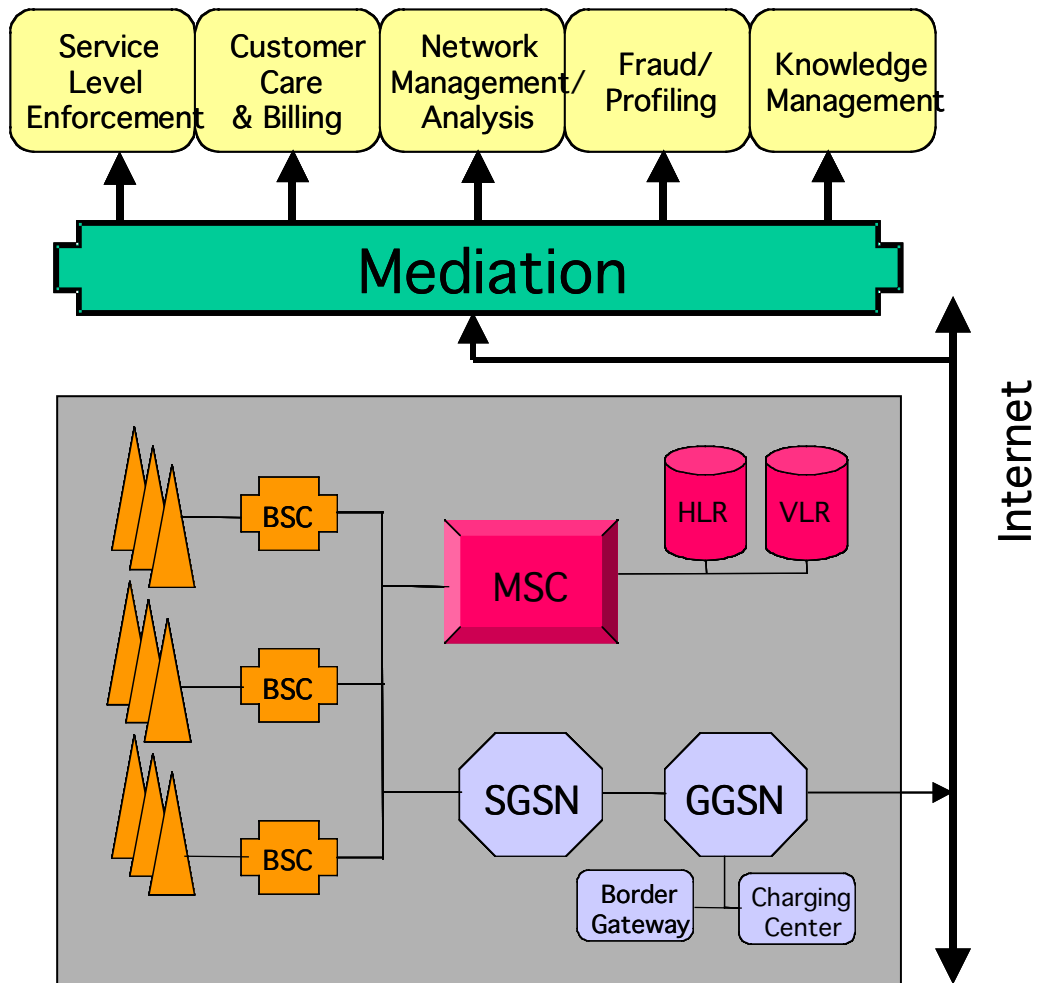 Service
Level
Enforcement
Customer
Care
& Billing
Network
Management/
Analysis
Fraud/
Profiling
Knowledge
Management
Mediation
Internet
BSC
HLR
VLR
MSC
BSC
SGSN
GGSN
BSC
Border
Gateway
Charging
Center